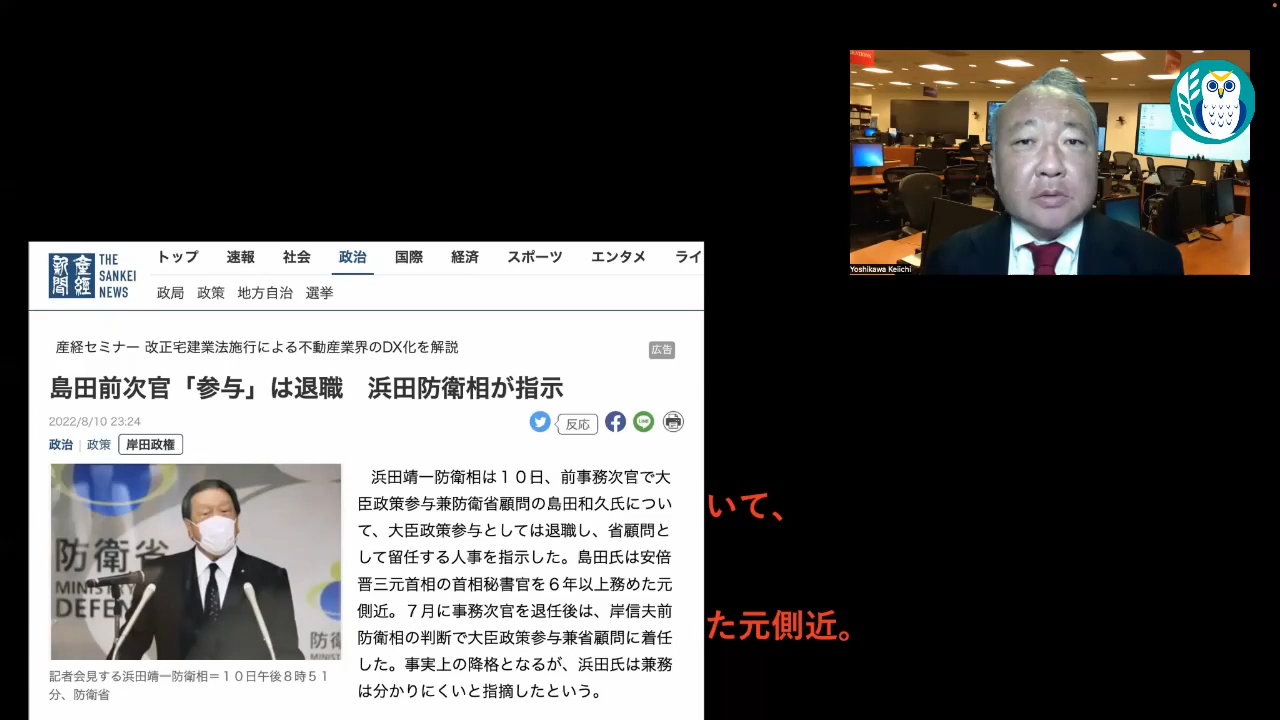 Yoshikawa Keiichi
産經新聞
THE SANKEI NEWS
トップ 速報 社会 政治 国際 経済 スポーツ エンタメ ライ
政局 政策 地方自治 選挙
産経セミナー 改正宅建業法施行による不動産業界のDX化を解説
広告
島田前次官「参与」は退職 浜田防衛相が指示
2022/8/10 23:24
反応
LINE
政治 | 政策 岸田政権
防衛省
MINISTRY
DEFEN
防衛
MINIST
記者会見する浜田靖一防衛相＝１０日午後８時５１
分、防衛省
浜田靖一防衛相は１０日、前事務次官で大
臣政策参与兼防衛省顧問の島田和久氏につい
て、大臣政策参与としては退職し、省顧問と
して留任する人事を指示した。島田氏は安倍
晋三元首相の首相秘書官を６年以上務めた元
側近。７月に事務次官を退任後は、岸信夫前
防衛相の判断で大臣政策参与兼省顧問に着任
した。事実上の降格となるが、浜田氏は兼務
は分かりにくいと指摘したという。
いて、
た元側近。